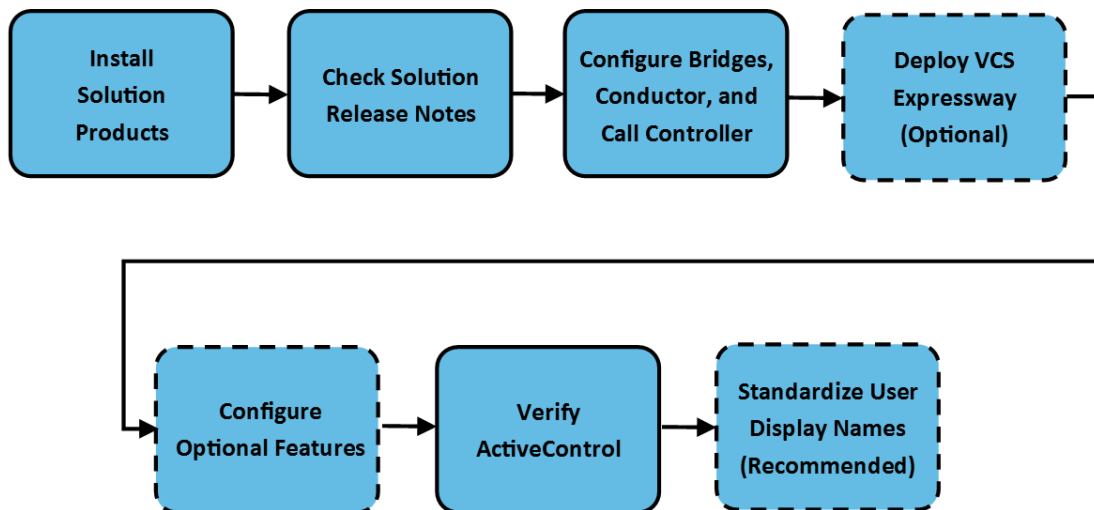 Install
Solution
Products
Check Solution
Release Notes
Configure Bridges,
Conductor, and
Call Controller
Deploy VCS
Expressway
(Optional)
Configure
Optional Features
Verify
ActiveControl
Standardize User
Display Names
(Recommended)